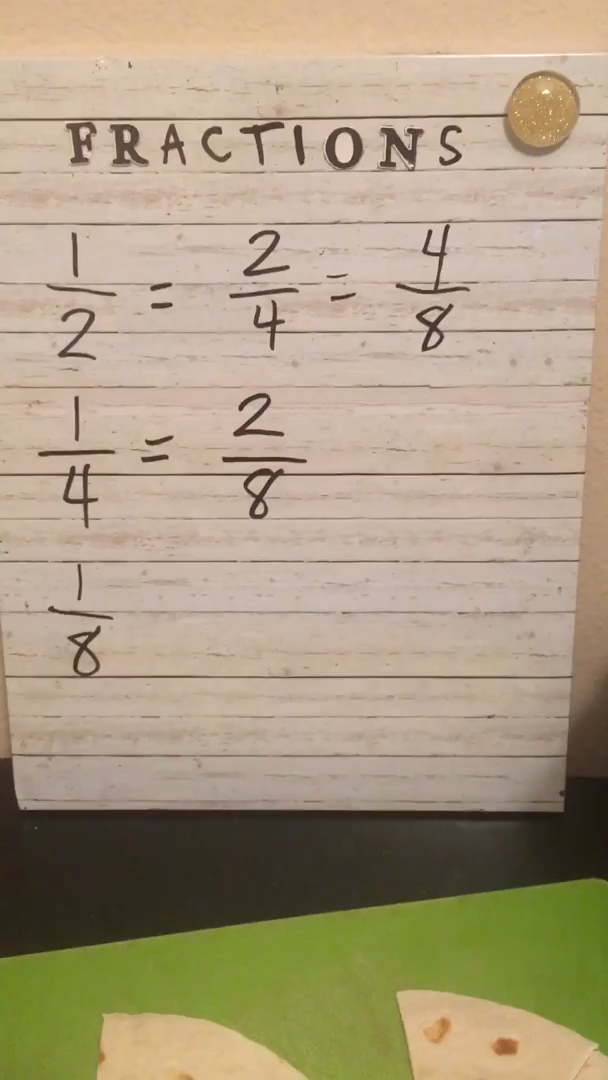 FRACTIONS
1/2 = 2/4 = 4/8
1/4 = 2/8
1/8